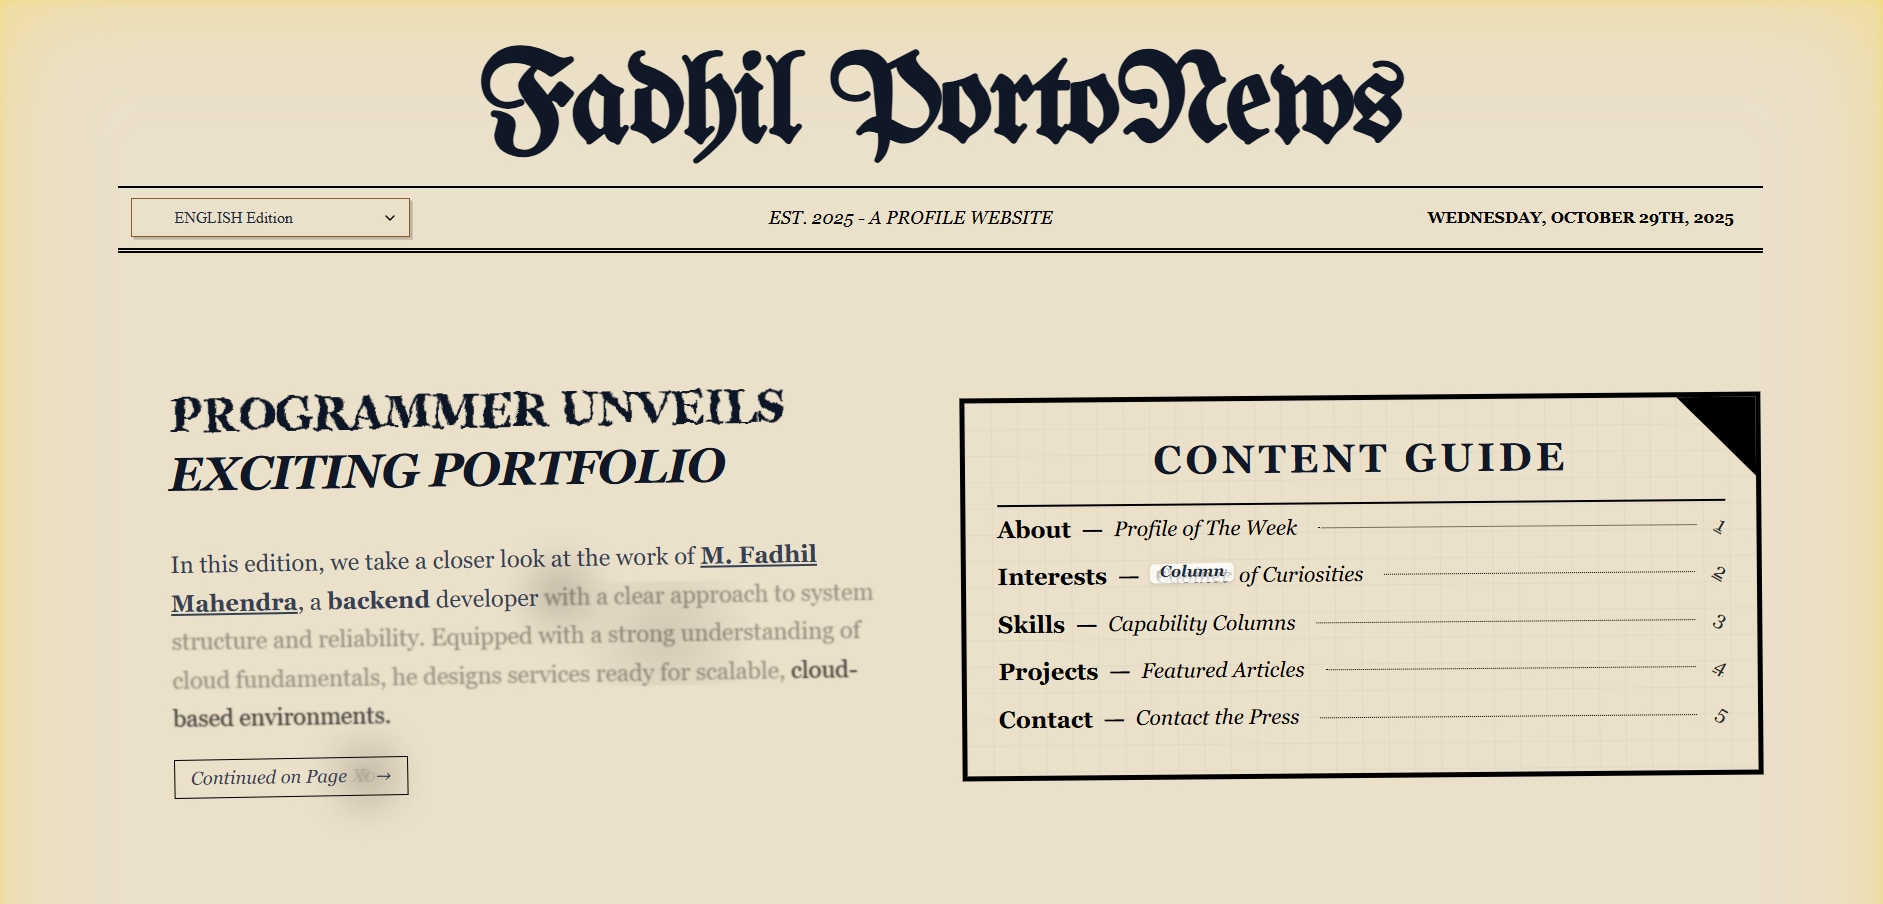 Fadhil PortoNews
ENGLISH Edition
EST. 2025 - A PROFILE WEBSITE
WEDNESDAY, OCTOBER 29TH, 2025
PROGRAMMER UNVEILS
EXCITING PORTFOLIO
In this edition, we take a closer look at the work of M. Fadhil
Mahendra, a backend developer with a clear approach to system
structure and reliability. Equipped with a strong understanding of
cloud fundamentals, he designs services ready for scalable, cloud-
based environments.
Continued on Page →
CONTENT GUIDE
About — Profile of The Week 1
Interests — Column of Curiosities 2
Skills — Capability Columns 3
Projects — Featured Articles 4
Contact — Contact the Press 5